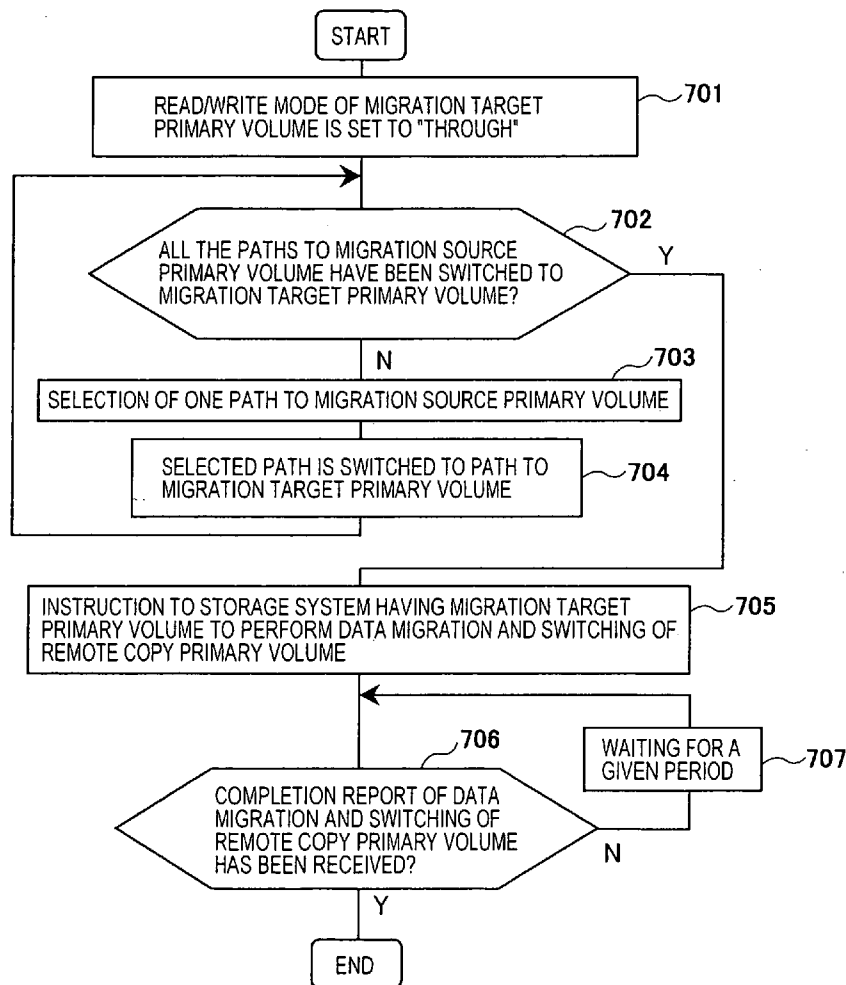 START
701
READ/WRITE MODE OF MIGRATION TARGET
PRIMARY VOLUME IS SET TO "THROUGH"
702
ALL THE PATHS TO MIGRATION SOURCE
PRIMARY VOLUME HAVE BEEN SWITCHED TO
MIGRATION TARGET PRIMARY VOLUME?
Y
N
703
SELECTION OF ONE PATH TO MIGRATION SOURCE PRIMARY VOLUME
SELECTED PATH IS SWITCHED TO PATH TO
MIGRATION TARGET PRIMARY VOLUME
704
INSTRUCTION TO STORAGE SYSTEM HAVING MIGRATION TARGET
PRIMARY VOLUME TO PERFORM DATA MIGRATION AND SWITCHING OF
REMOTE COPY PRIMARY VOLUME
705
706
WAITING FOR A
GIVEN PERIOD
707
COMPLETION REPORT OF DATA
MIGRATION AND SWITCHING OF
REMOTE COPY PRIMARY VOLUME
HAS BEEN RECEIVED?
N
Y
END